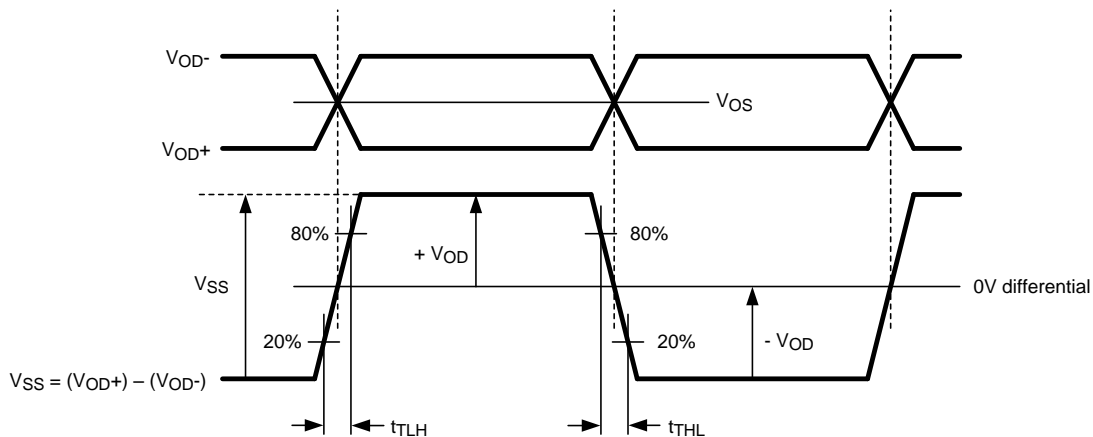 VOD-
VOS
VOD+
80%
80%
+ VOD
VSS
0V differential
20%
20%
- VOD
VSS = (VOD+) – (VOD-)
tTLH
tTHL